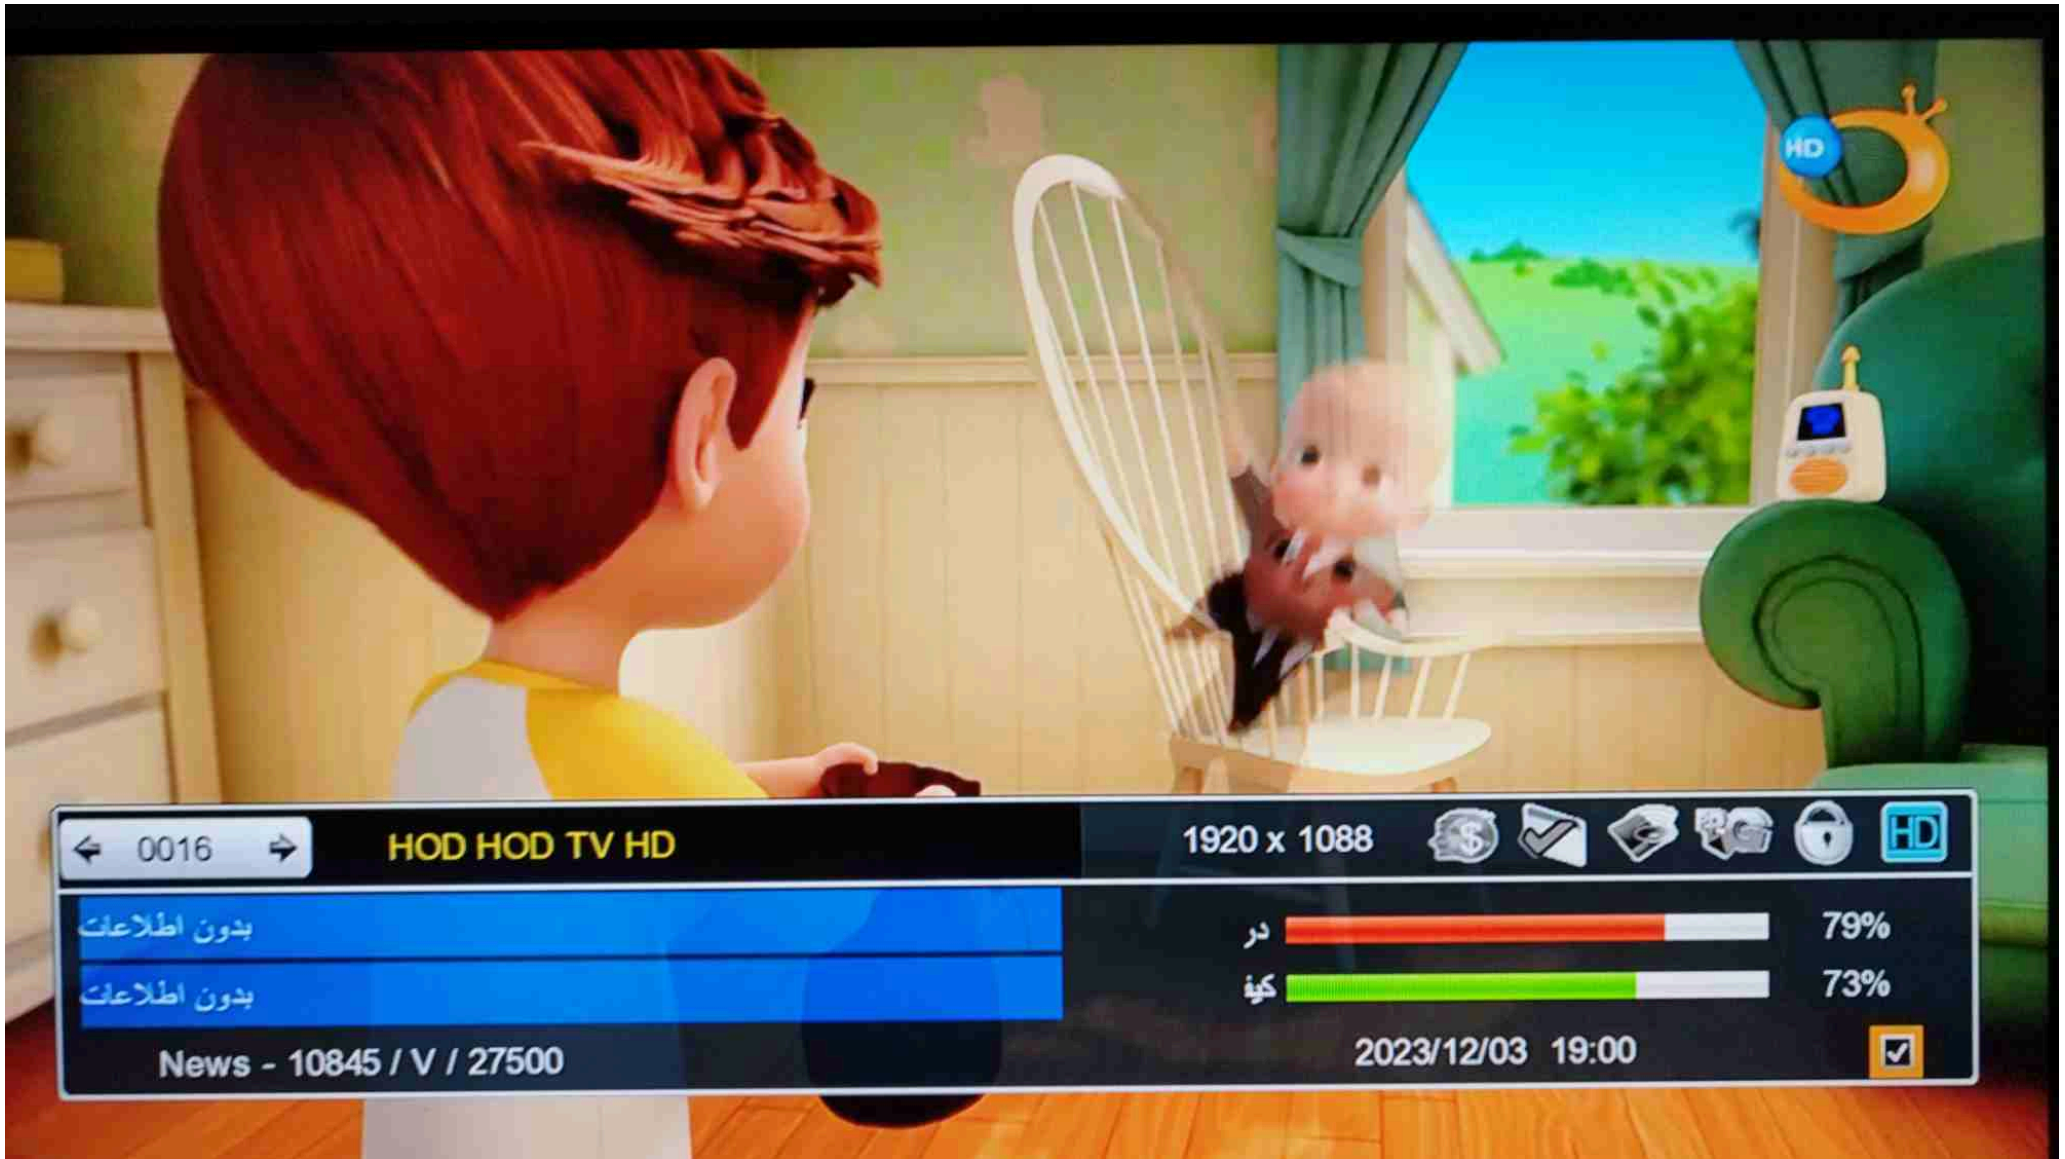 HD
0016 HOD HOD TV HD 1920 x 1088 $ G HD
بدون اطلاعات
در 79%
بدون اطلاعات
كيف 73%
News - 10845 / V / 27500
2023/12/03 19:00